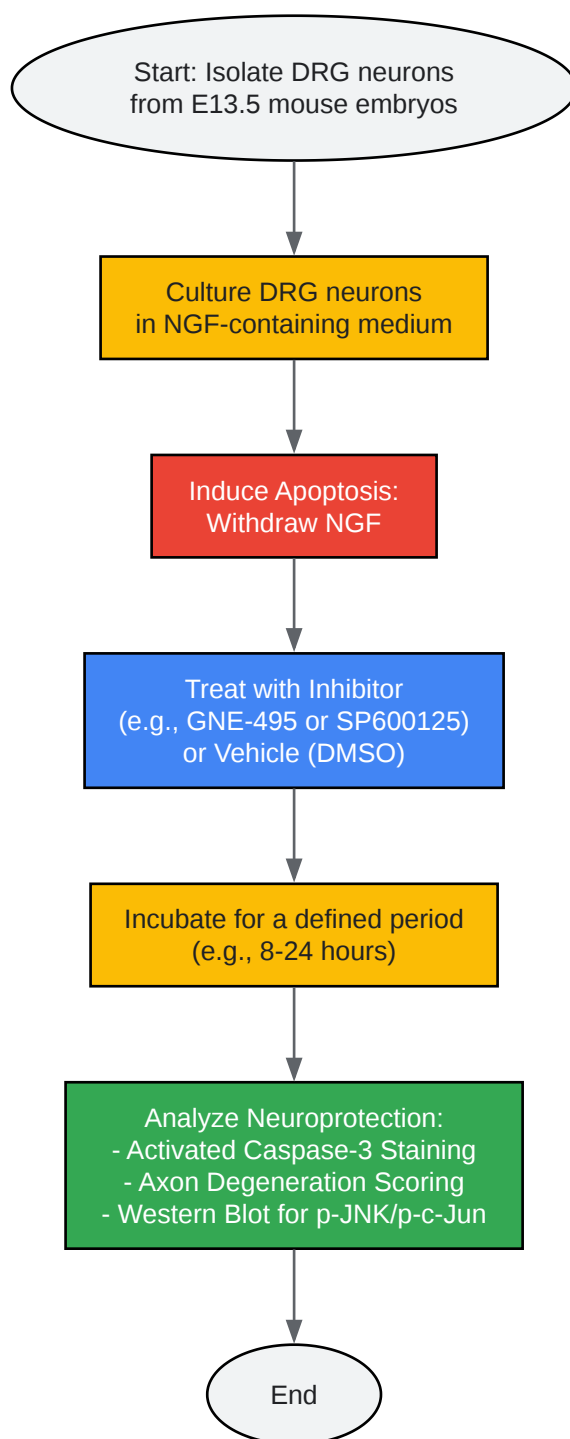 Start: Isolate DRG neurons
from E13.5 mouse embryos
Culture DRG neurons
in NGF-containing medium
Induce Apoptosis:
Withdraw NGF
Treat with Inhibitor
(e.g., GNE-495 or SP600125)
or Vehicle (DMSO)
Incubate for a defined period
(e.g., 8-24 hours)
Analyze Neuroprotection:
- Activated Caspase-3 Staining
- Axon Degeneration Scoring
- Western Blot for p-JNK/p-c-Jun
End